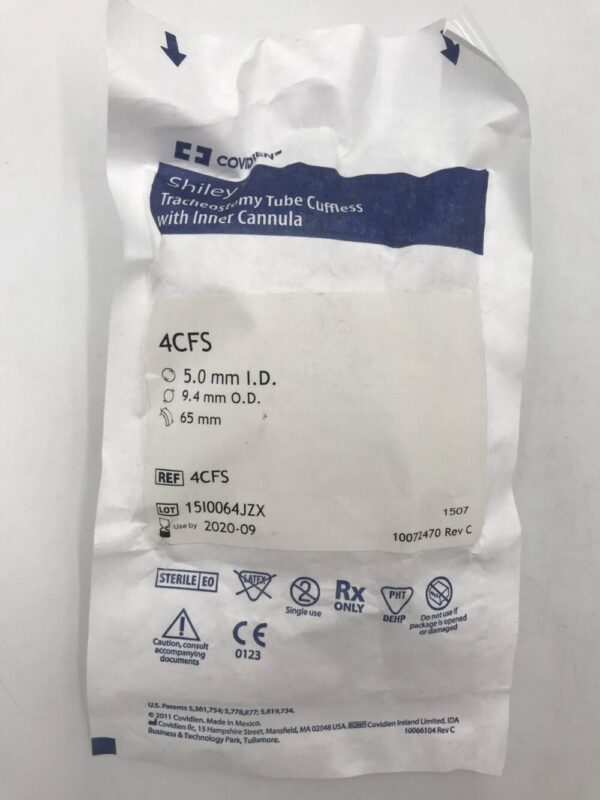 COVIDIEN™
Shiley
Tracheostomy Tube Cuffless
with Inner Cannula
4CFS
5.0 mm I.D.
9.4 mm O.D.
65 mm
REF 4CFS
LOT 15I0064JZX
1507
Use by 2020-09
10072470 Rev C
STERILE EO
LATEX
2
Single use
Rx
ONLY
PHT
DEHP
Do not use if
package is opened
or damaged
Caution, consult
accompanying
documents
CE
0123
U.S. Patents 5,361,754; 5,778,877; 5,819,734.
© 2011 Covidien. Made in Mexico.
Covidien llc, 15 Hampshire Street, Mansfield, MA 02048 USA. Covidien Ireland Limited, IDA
Business & Technology Park, Tullamore.
10066104 Rev C